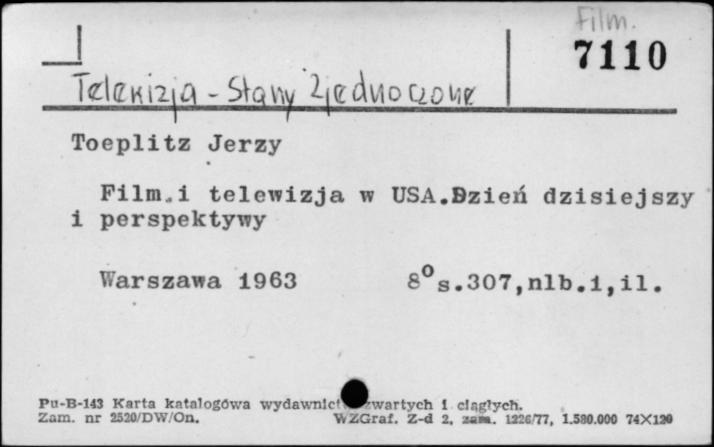 Film.
7110
Telewizja - Stany Zjednoczone
Toeplitz Jerzy
Film.i telewizja w USA.Dzień dzisiejszy
i perspektywy
Warszawa 1963 8° s.307,nlb.1,il.
Pu-B-143 Karta katalogowa wydawnict zwartych i ciągłych.
Zam. nr 2520/DW/On. WZGraf. Z-d 2, zam. 1226/77, 1.580.000 74X120